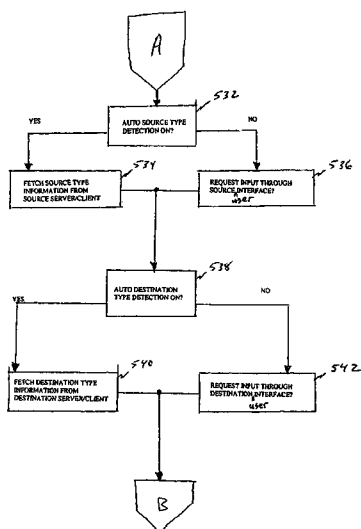 A
532
AUTO SOURCE TYPE
DETECTION ON?
YES
NO
534
FETCH SOURCE TYPE
INFORMATION FROM
SOURCE SERVER/CLIENT
536
REQUEST INPUT THROUGH
SOURCE INTERFACE?
user
538
AUTO DESTINATION
TYPE DETECTION ON?
YES
NO
540
FETCH DESTINATION TYPE
INFORMATION FROM
DESTINATION SERVER/CLIENT
542
REQUEST INPUT THROUGH
DESTINATION INTERFACE?
user
B